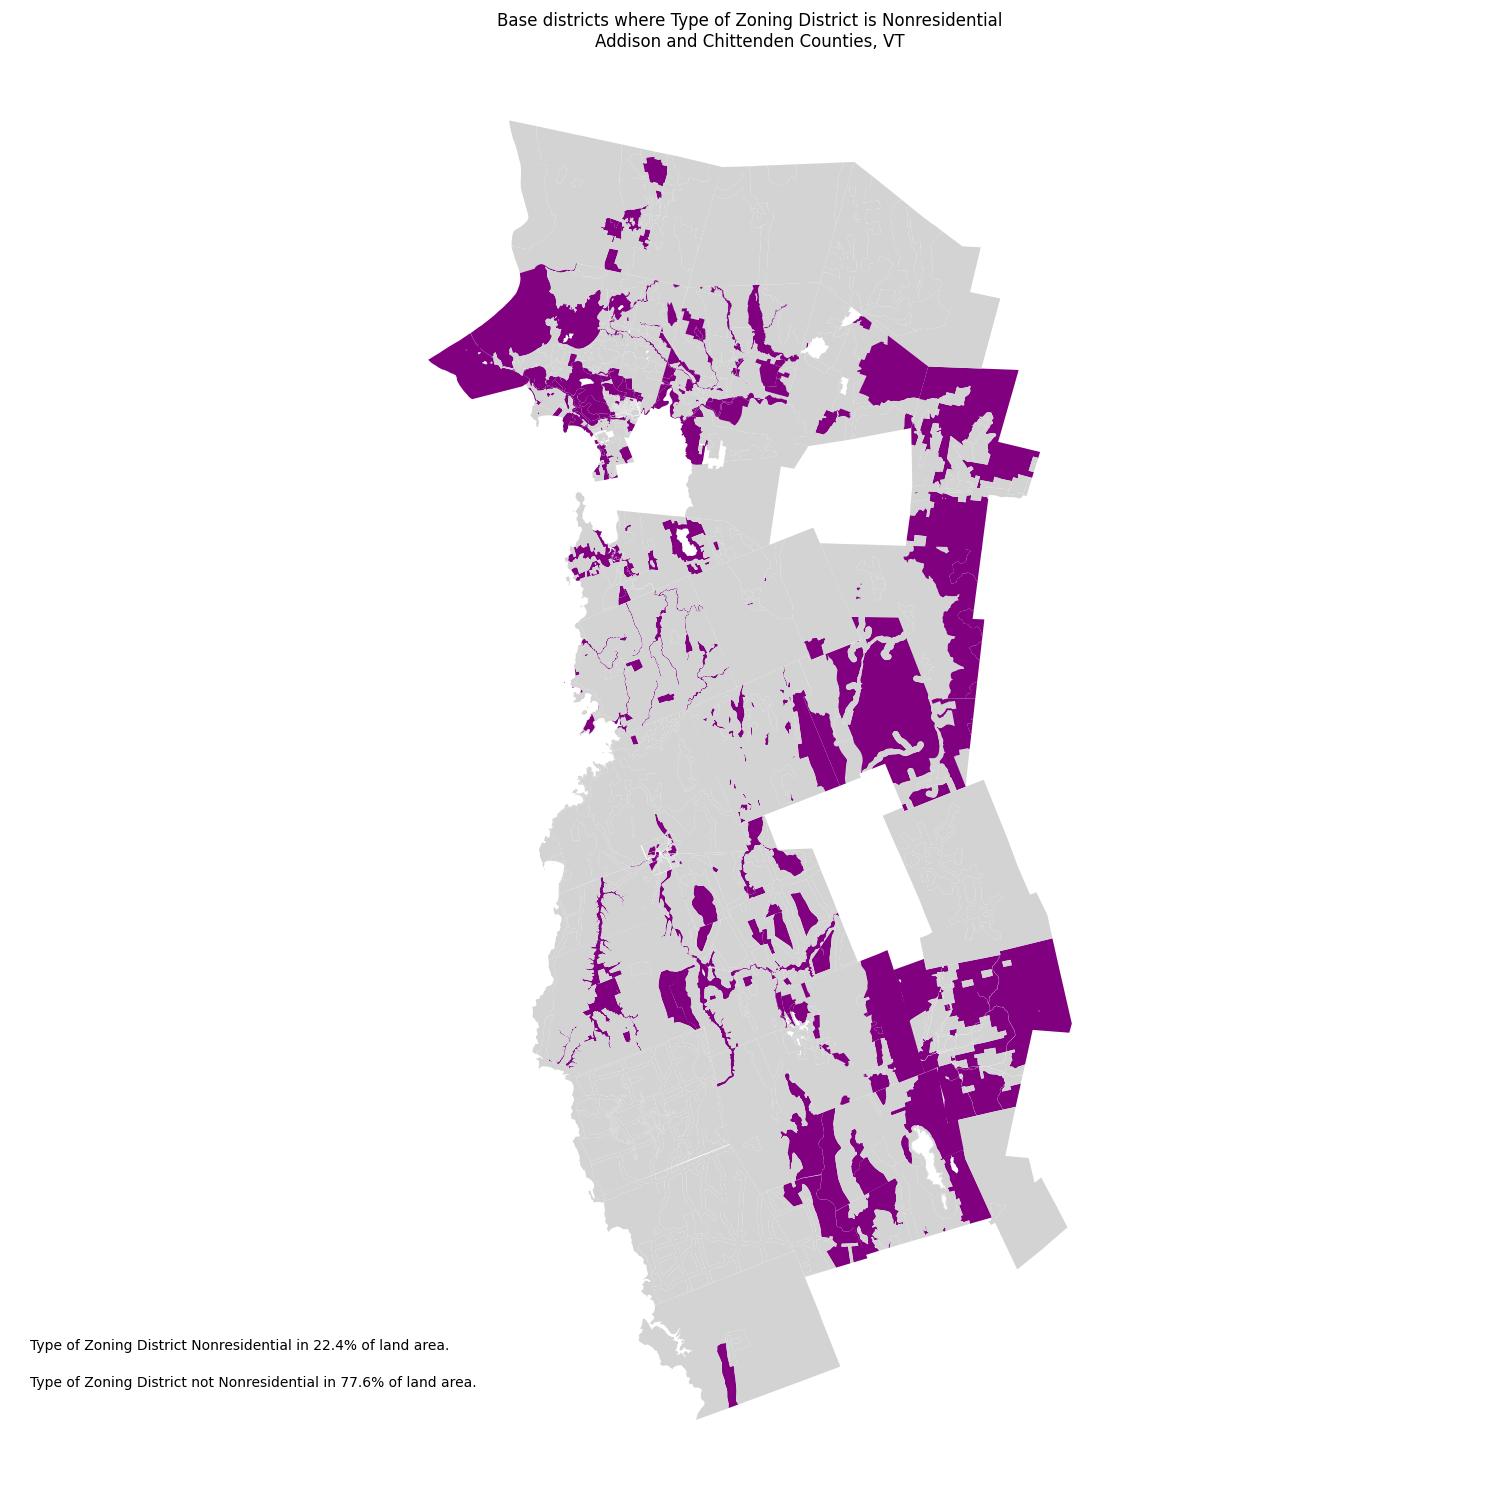 Base districts where Type of Zoning District is Nonresidential
Addison and Chittenden Counties, VT
Type of Zoning District Nonresidential in 22.4% of land area.
Type of Zoning District not Nonresidential in 77.6% of land area.